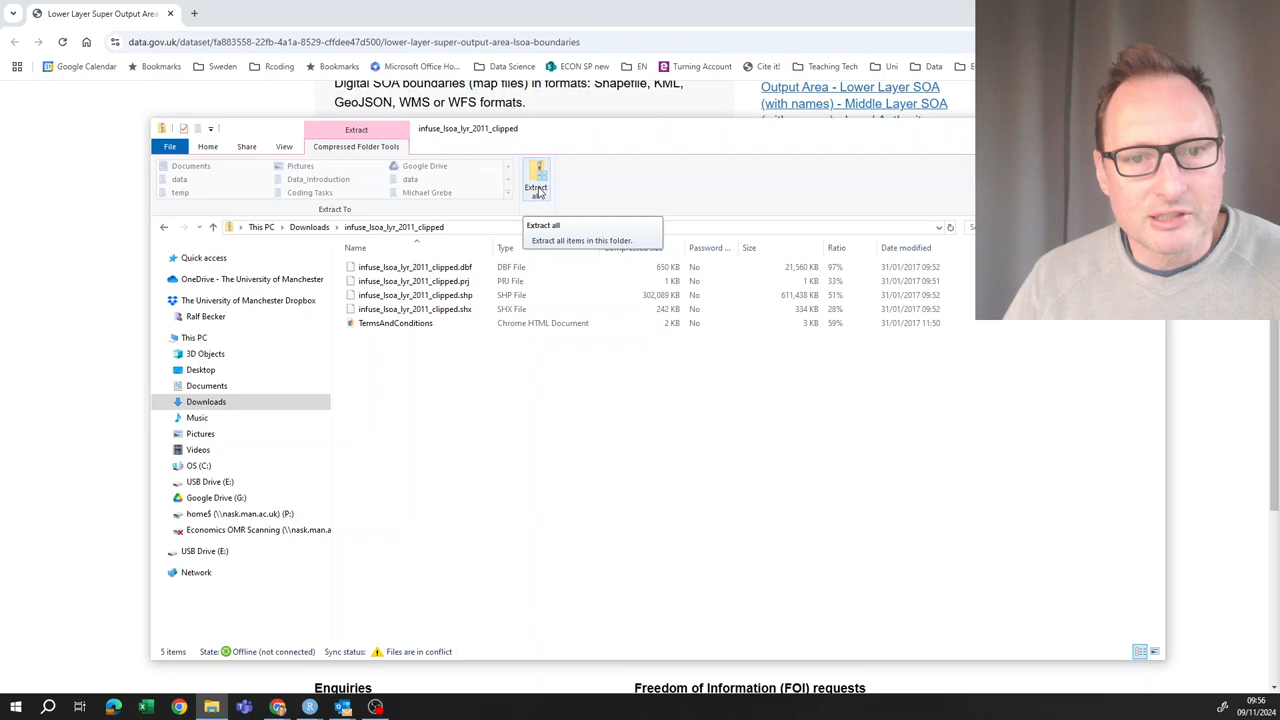 Lower Layer Super Output Area
data.gov.uk/dataset/fa883558-22fb-4a1a-8529-cffdee47d500/lower-layer-super-output-area-lsoa-boundaries
Google Calendar
Bookmarks
Sweden
Rcoding
Bookmarks
Microsoft Office Ho...
Data Science
ECON SP new
EN
Turning Account
Cite it!
Data
Uni
Teaching Tech
Data
Digital SOA boundaries (map files) in formats: Shapefile, KML,
GeoJSON, WMS or WFS formats.
Output Area - Lower Layer SOA
(with names) - Middle Layer SOA
Extract
infuse_lsoa_lyr_2011_clipped
File
Home
Share
View
Compressed Folder Tools
Documents
Pictures
Google Drive
data
Data_Introduction
data
temp
Coding Tasks
Michael Grebe
Extract
all
Extract To
This PC
Downloads
infuse_lsoa_lyr_2011_clipped
Extract all
Extract all items in this folder.
Name
Type
Password ...
Size
Ratio
Date modified
infuse_lsoa_lyr_2011_clipped.dbf DBF File 650 KB No 21,560 KB 97% 31/01/2017 09:52
infuse_lsoa_lyr_2011_clipped.prj PRJ File 1 KB No 1 KB 33% 31/01/2017 09:51
infuse_lsoa_lyr_2011_clipped.shp SHP File 302,089 KB No 611,438 KB 51% 31/01/2017 09:52
infuse_lsoa_lyr_2011_clipped.shx SHX File 242 KB No 334 KB 28% 31/01/2017 09:52
TermsAndConditions Chrome HTML Document 2 KB No 3 KB 59% 31/01/2017 11:50
Quick access
OneDrive - The University of Manchester
The University of Manchester Dropbox
Ralf Becker
This PC
3D Objects
Desktop
Documents
Downloads
Music
Pictures
Videos
OS (C:)
USB Drive (E:)
Google Drive (G:)
home$ (\\nask.man.ac.uk) (P:)
Economics OMR Scanning (\\nask.man.a
USB Drive (E:)
Network
5 items
State: Offline (not connected)
Sync status: Files are in conflict
Enquiries
Freedom of Information (FOI) requests
09:56
09/11/2024